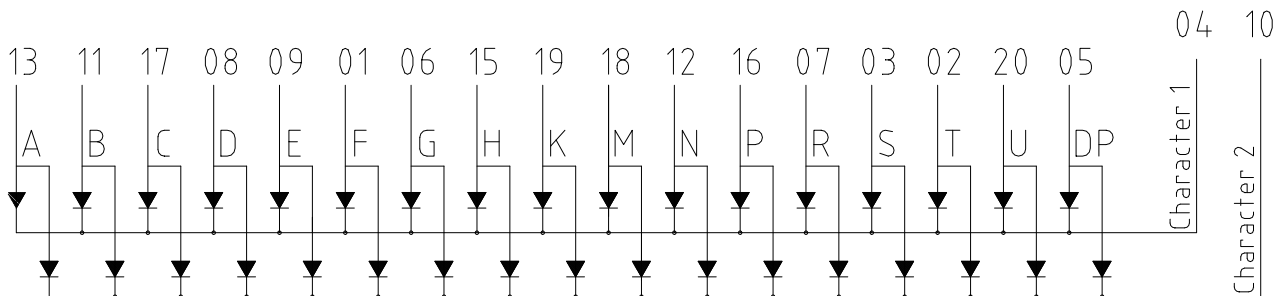 04 10
13 11 17 08 09 01 06 15 19 18 12 16 07 03 02 20 05
A B C D E F G H K M N P R S T U DP
Character 1
Character 2